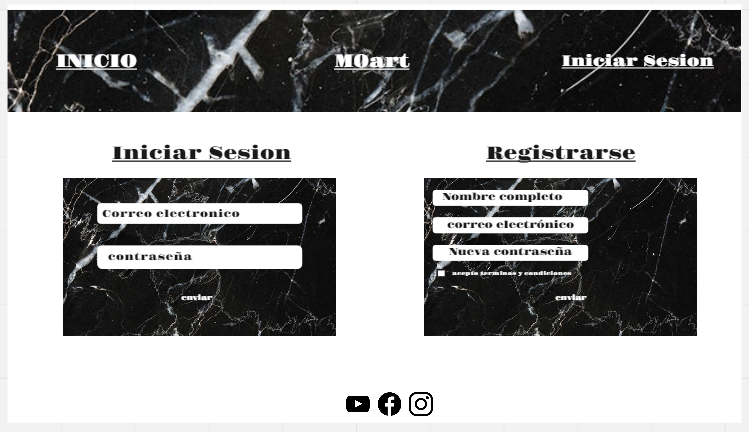 INICIO
MOart
Iniciar Sesion
Iniciar Sesion
Registrarse
Correo electronico
contraseña
enviar
Nombre completo
correo electrónico
Nueva contraseña
acepto terminos y condiciones
enviar